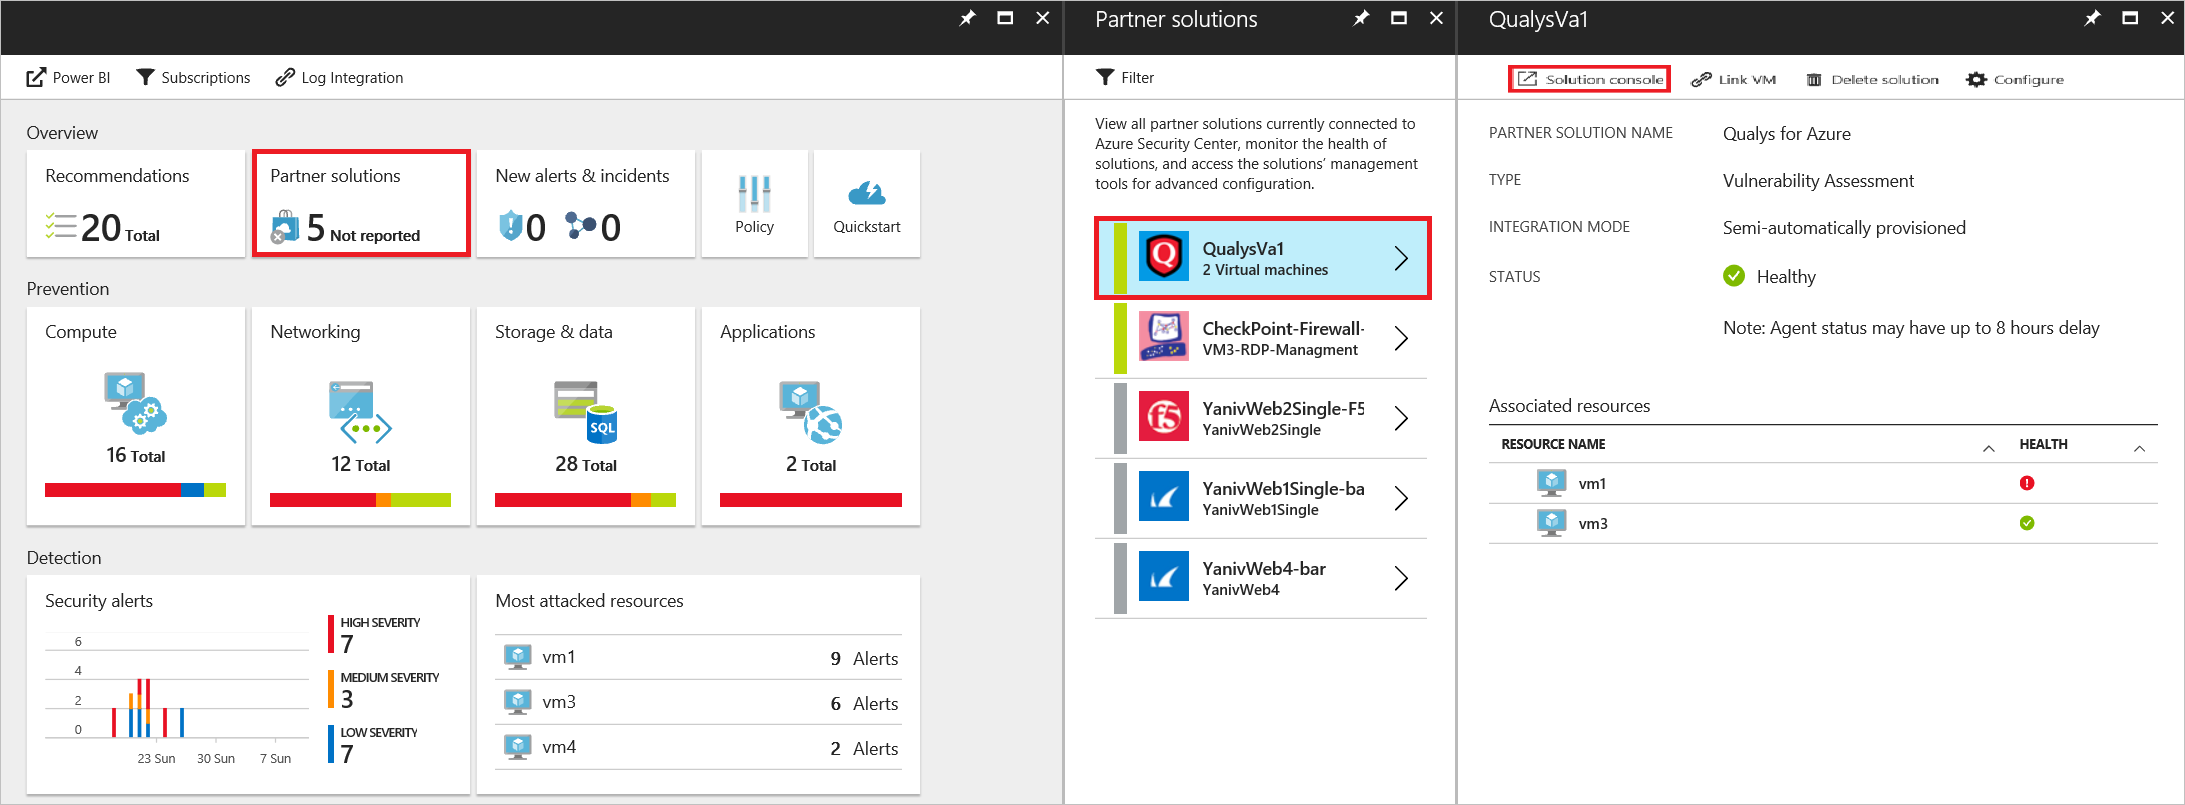 Partner solutions
QualysVa1
Power BI
Subscriptions
Log Integration
Filter
Solution console
Link VM
Delete solution
Configure
Overview
Recommendations
20 Total
Partner solutions
5 Not reported
New alerts & incidents
0
0
Policy
Quickstart
Prevention
Compute
16 Total
Networking
12 Total
Storage & data
SQL
28 Total
Applications
2 Total
Detection
Security alerts
6
4
2
0
23 Sun
30 Sun
7 Sun
HIGH SEVERITY
7
MEDIUM SEVERITY
3
LOW SEVERITY
7
Most attacked resources
vm1
9 Alerts
vm3
6 Alerts
vm4
2 Alerts
View all partner solutions currently connected to
Azure Security Center, monitor the health of
solutions, and access the solutions’ management
tools for advanced configuration.
Q
QualysVa1
2 Virtual machines
CheckPoint-Firewall-
VM3-RDP-Managment
f5
YanivWeb2Single-F5
YanivWeb2Single
YanivWeb1Single-ba
YanivWeb1Single
YanivWeb4-bar
YanivWeb4
PARTNER SOLUTION NAME
Qualys for Azure
TYPE
Vulnerability Assessment
INTEGRATION MODE
Semi-automatically provisioned
STATUS
Healthy
Note: Agent status may have up to 8 hours delay
Associated resources
RESOURCE NAME
HEALTH
vm1
vm3